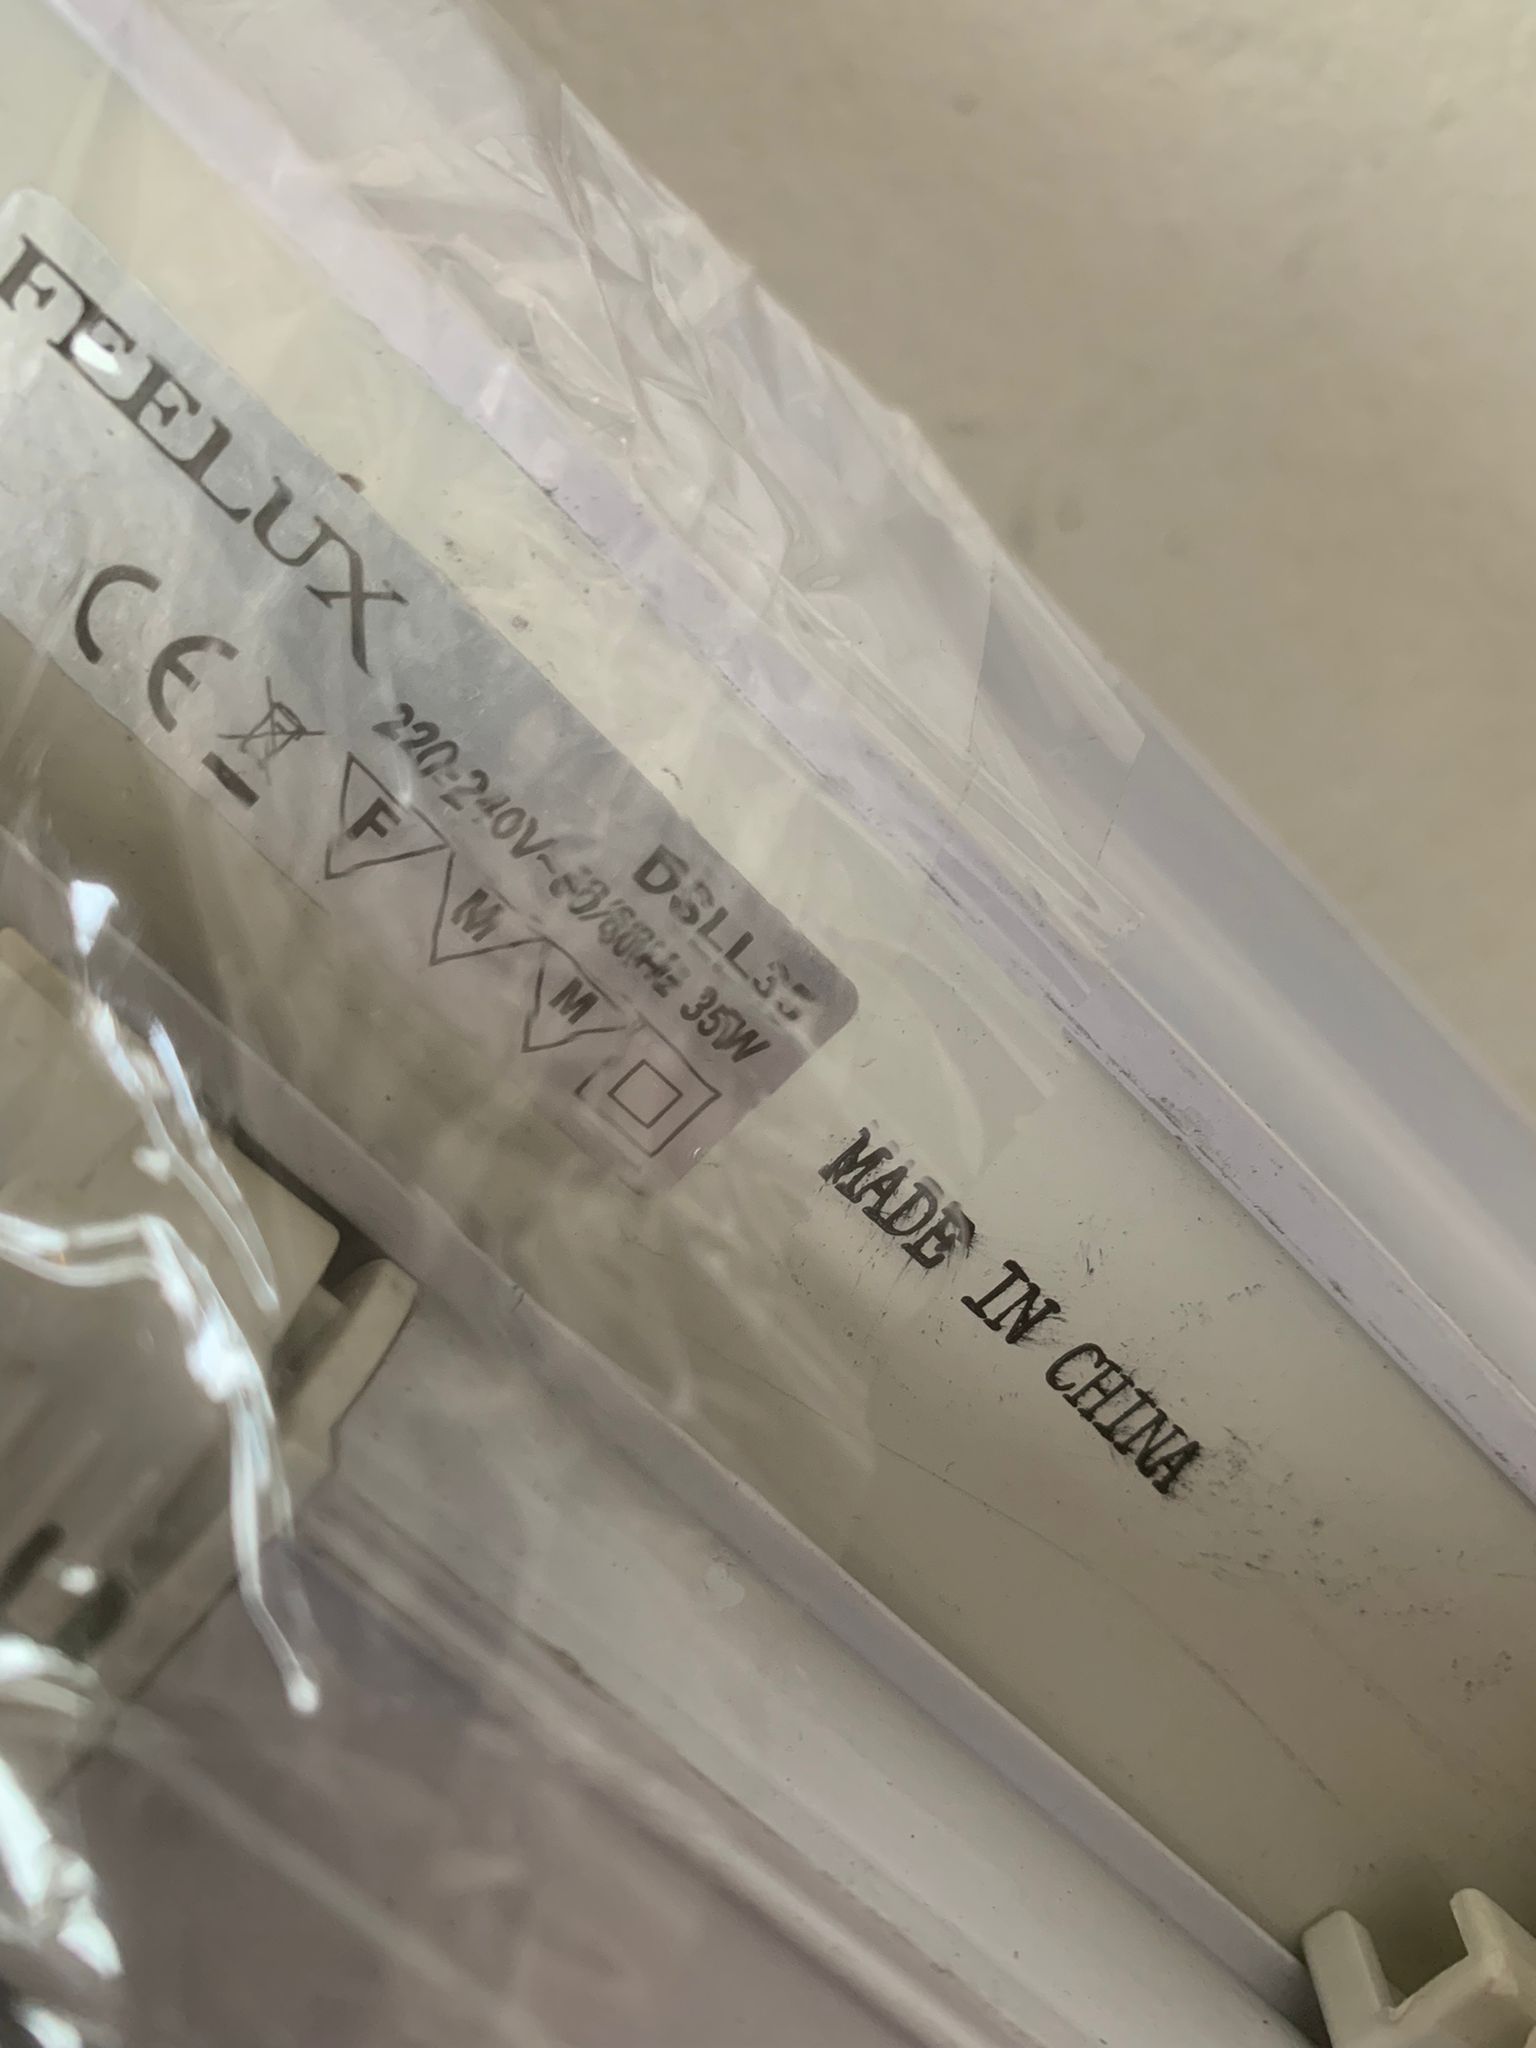 FEELUX
DSLL35
220-240V~50/60Hz 35W
CE
F
M
M
MADE IN CHINA